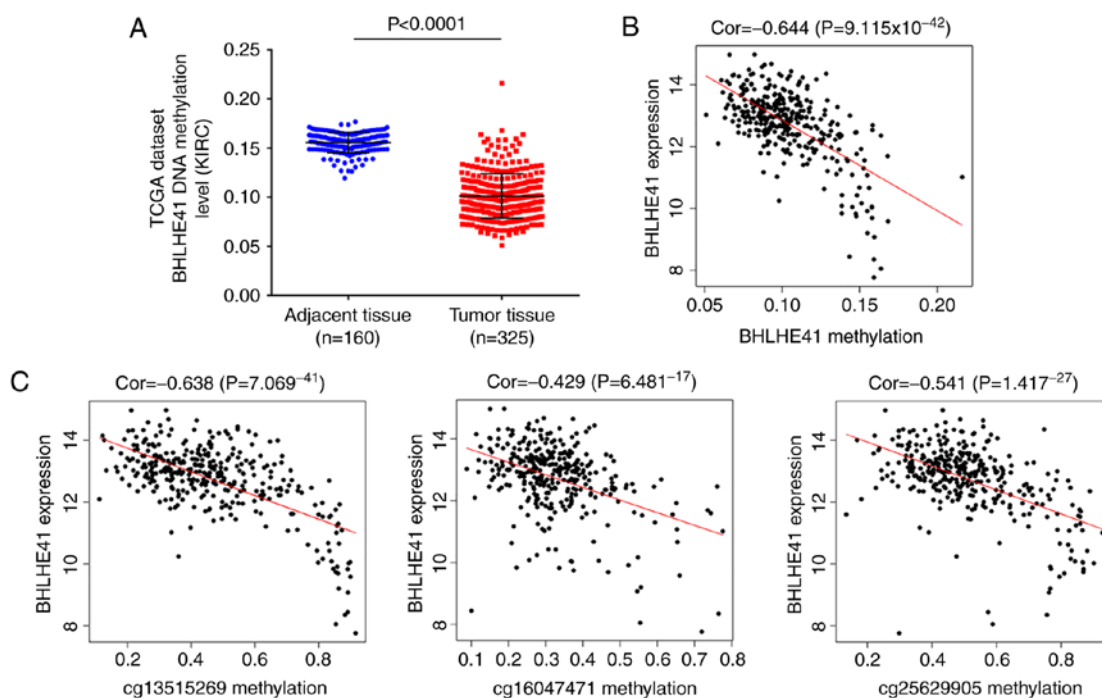 A
P<0.0001
TCGA dataset
BHLHE41 DNA methylation
level (KIRC)
0.25
0.20
0.15
0.10
0.05
0.00
Adjacent tissue
(n=160)
Tumor tissue
(n=325)
B
Cor=−0.644 (P=9.115x10⁻⁴²)
BHLHE41 expression
14
12
10
8
0.05 0.10 0.15 0.20
BHLHE41 methylation
C
Cor=−0.638 (P=7.069⁻⁴¹)
BHLHE41 expression
14
12
10
8
0.2 0.4 0.6 0.8
cg13515269 methylation
Cor=−0.429 (P=6.481⁻¹⁷)
BHLHE41 expression
14
12
10
8
0.1 0.2 0.3 0.4 0.5 0.6 0.7 0.8
cg16047471 methylation
Cor=−0.541 (P=1.417⁻²⁷)
BHLHE41 expression
14
12
10
8
0.2 0.4 0.6 0.8
cg25629905 methylation